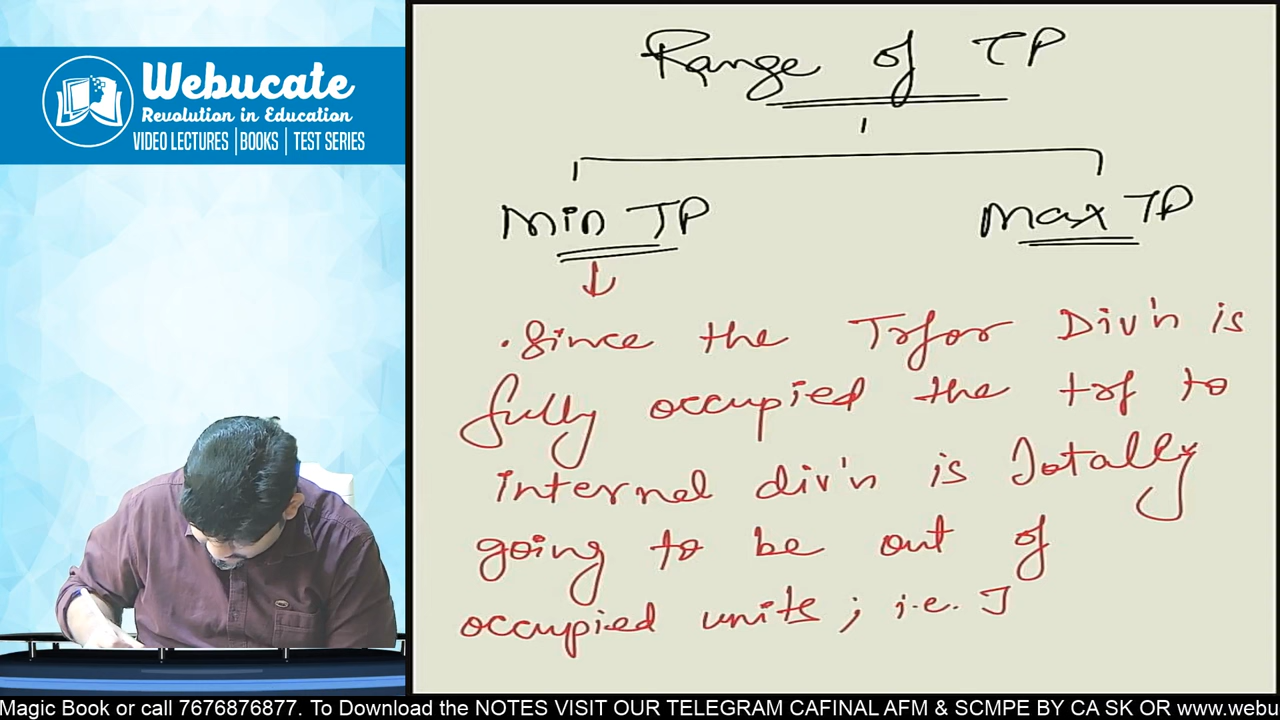 Webucate
Revolution in Education
VIDEO LECTURES | BOOKS | TEST SERIES
Range of TP
Min TP
Max TP
. Since the Trfor Div'n is
fully occupied the trf to
internal div'n is Totally
going to be out of
occupied units ; i.e. I
Magic Book or call 7676876877. To Download the NOTES VISIT OUR TELEGRAM CAFINAL AFM & SCMPE BY CA SK OR www.webu